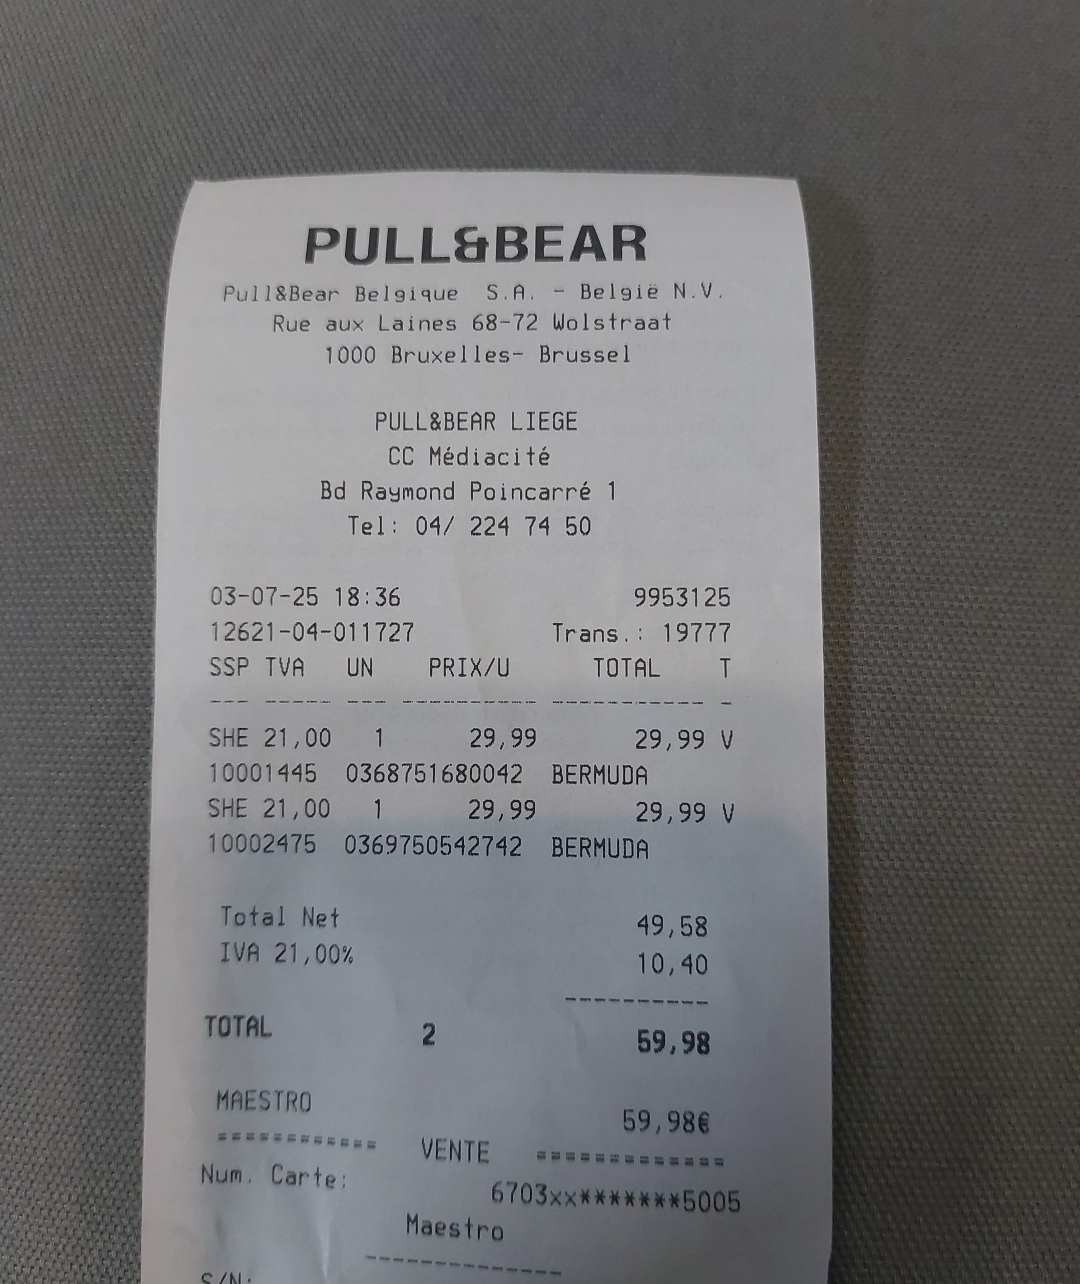 PULL&BEAR
Pull&Bear Belgique S.A. - België N.V.
Rue aux Laines 68-72 Wolstraat
1000 Bruxelles- Brussel
PULL&BEAR LIEGE
CC Médiacité
Bd Raymond Poincarré 1
Tel: 04/ 224 74 50
03-07-25 18:36 9953125
12621-04-011727 Trans.: 19777
SSP TVA UN PRIX/U TOTAL T
--- ----- -- ---------- ---------- -
SHE 21,00 1 29,99 29,99 V
10001445 0368751680042 BERMUDA
SHE 21,00 1 29,99 29,99 V
10002475 0369750542742 BERMUDA
Total Net 49,58
IVA 21,00% 10,40
----------
TOTAL 2 59,98
MAESTRO 59,98€
============ VENTE =============
Num. Carte: 6703xx*******5005
Maestro
--------------
S/N: